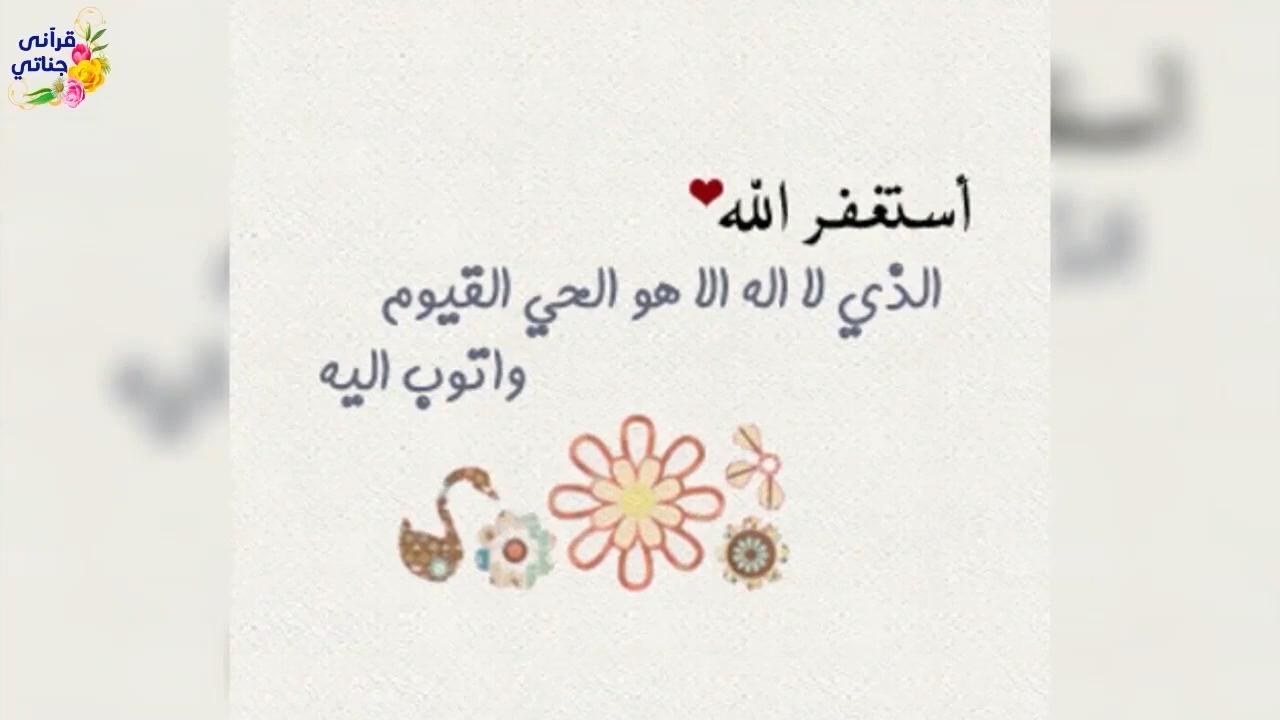 قرآنى
جناتي
أستغفر الله
الذي لا اله الا هو الحي القيوم
واتوب اليه